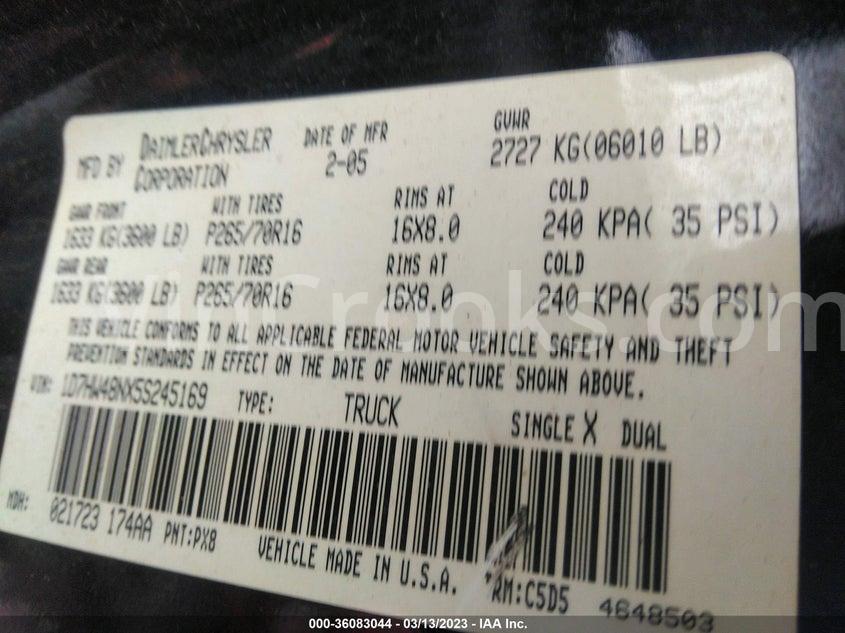 MFD BY DAIMLERCHRYSLER CORPORATION DATE OF MFR 2-05 GVWR 2727 KG(06010 LB)
GAWR FRONT WITH TIRES RIMS AT COLD
1633 KG(3600 LB) P265/70R16 16X8.0 240 KPA( 35 PSI)
GAWR REAR WITH TIRES RIMS AT COLD
1633 KG(3600 LB) P265/70R16 16X8.0 240 KPA( 35 PSI)
THIS VEHICLE CONFORMS TO ALL APPLICABLE FEDERAL MOTOR VEHICLE SAFETY AND THEFT
PREVENTION STANDARDS IN EFFECT ON THE DATE OF MANUFACTURE SHOWN ABOVE.
VIN: 1D7HW48NX5S245169 TYPE: TRUCK SINGLE X DUAL
MDH: 021723 174AA PNT:PX8 VEHICLE MADE IN U.S.A. RM:C5D5 4648503
VinCrooks.com
000-36083044 - 03/13/2023 - IAA Inc.